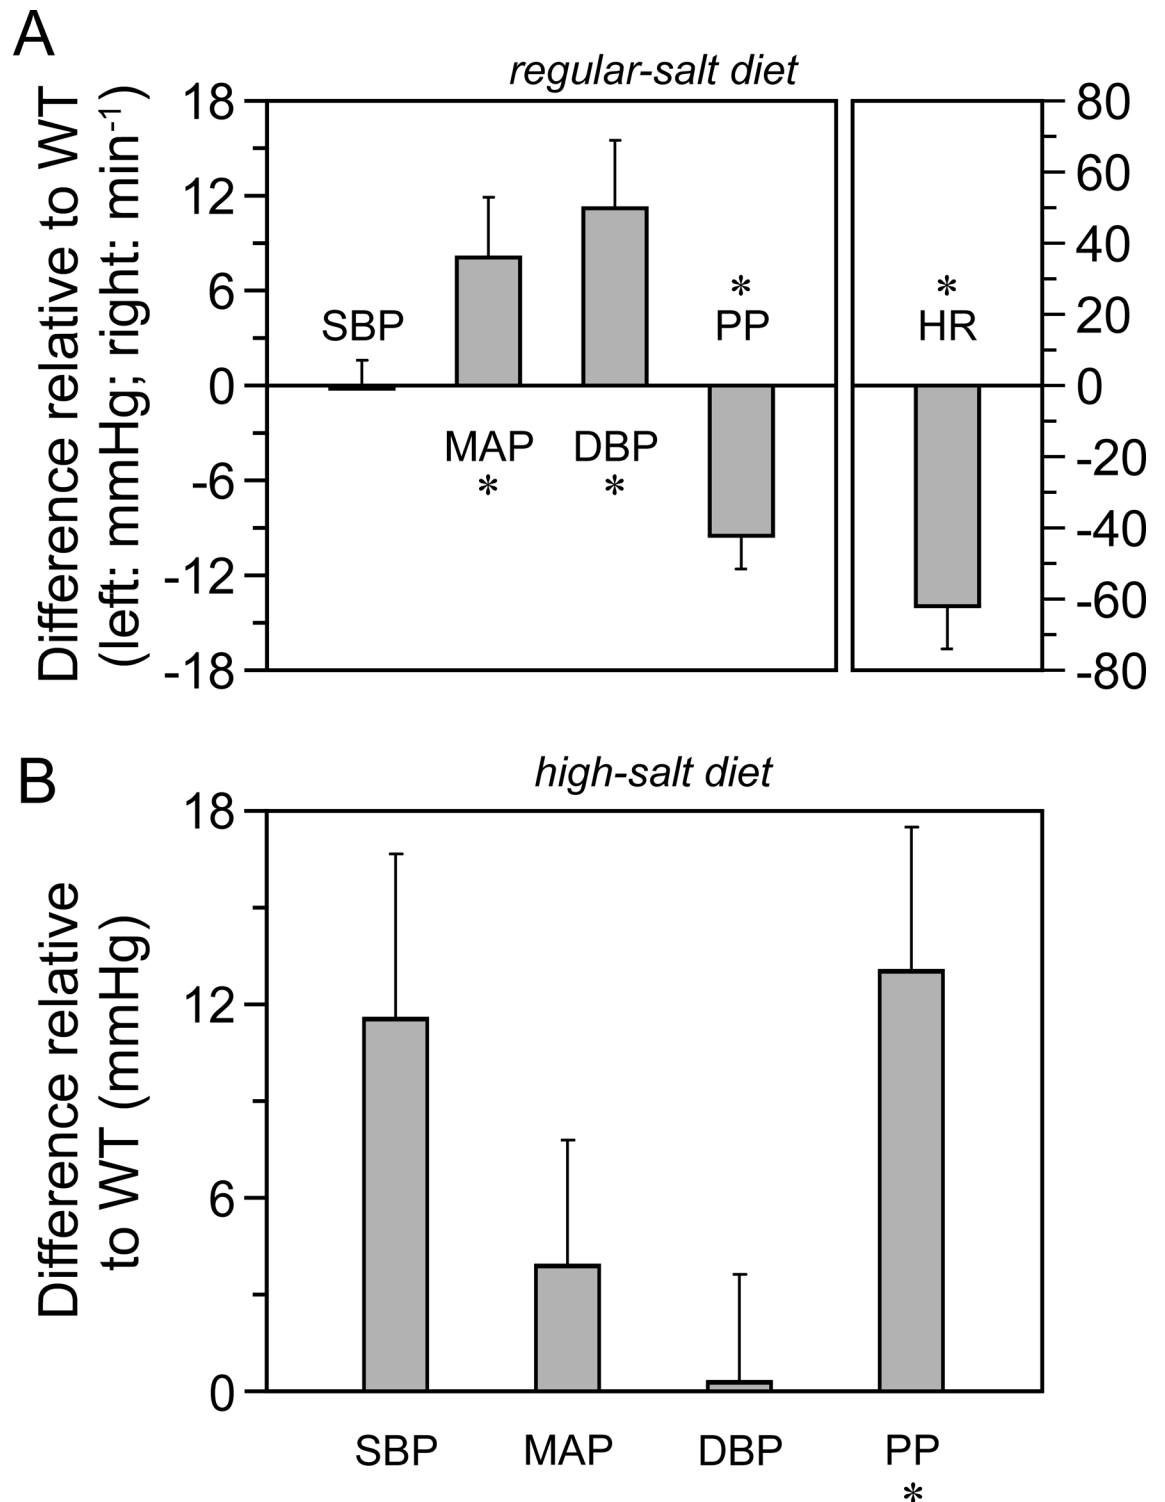 A
regular-salt diet
Difference relative to WT
(left: mmHg; right: min-1)
18
12
6
0
-6
-12
-18
SBP
MAP
*
DBP
*
*
PP
*
HR
80
60
40
20
0
-20
-40
-60
-80
B
high-salt diet
Difference relative
to WT (mmHg)
18
12
6
0
SBP MAP DBP PP
*